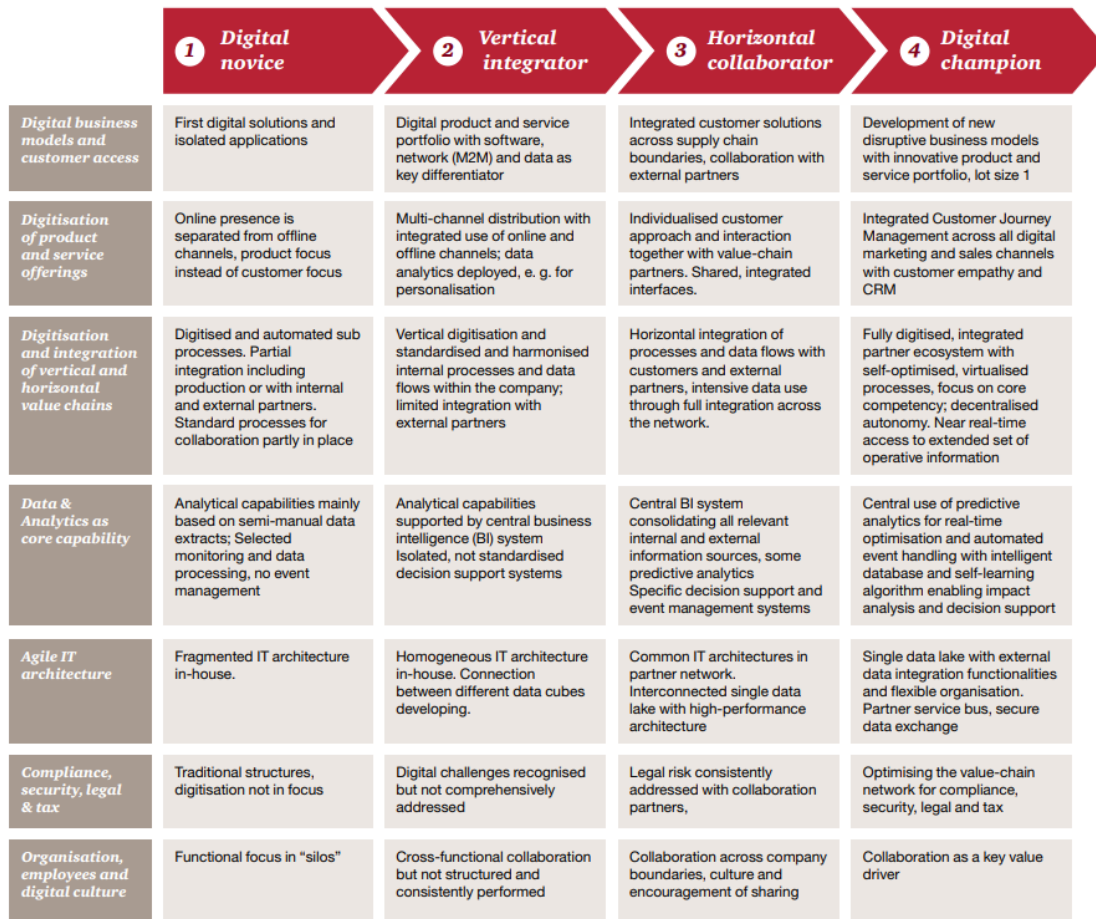 1 Digital
novice
2 Vertical
integrator
3 Horizontal
collaborator
4 Digital
champion
Digital business
models and
customer access
First digital solutions and
isolated applications
Digital product and service
portfolio with software,
network (M2M) and data as
key differentiator
Integrated customer solutions
across supply chain
boundaries, collaboration with
external partners
Development of new
disruptive business models
with innovative product and
service portfolio, lot size 1
Digitisation
of product
and service
offerings
Online presence is
separated from offline
channels, product focus
instead of customer focus
Multi-channel distribution with
integrated use of online and
offline channels; data
analytics deployed, e. g. for
personalisation
Individualised customer
approach and interaction
together with value-chain
partners. Shared, integrated
interfaces.
Integrated Customer Journey
Management across all digital
marketing and sales channels
with customer empathy and
CRM
Digitisation
and integration
of vertical and
horizontal
value chains
Digitised and automated sub
processes. Partial
integration including
production or with internal
and external partners.
Standard processes for
collaboration partly in place
Vertical digitisation and
standardised and harmonised
internal processes and data
flows within the company;
limited integration with
external partners
Horizontal integration of
processes and data flows with
customers and external
partners, intensive data use
through full integration across
the network.
Fully digitised, integrated
partner ecosystem with
self-optimised, virtualised
processes, focus on core
competency; decentralised
autonomy. Near real-time
access to extended set of
operative information
Data &
Analytics as
core capability
Analytical capabilities mainly
based on semi-manual data
extracts; Selected
monitoring and data
processing, no event
management
Analytical capabilities
supported by central business
intelligence (BI) system
Isolated, not standardised
decision support systems
Central BI system
consolidating all relevant
internal and external
information sources, some
predictive analytics
Specific decision support and
event management systems
Central use of predictive
analytics for real-time
optimisation and automated
event handling with intelligent
database and self-learning
algorithm enabling impact
analysis and decision support
Agile IT
architecture
Fragmented IT architecture
in-house.
Homogeneous IT architecture
in-house. Connection
between different data cubes
developing.
Common IT architectures in
partner network.
Interconnected single data
lake with high-performance
architecture
Single data lake with external
data integration functionalities
and flexible organisation.
Partner service bus, secure
data exchange
Compliance,
security, legal
& tax
Traditional structures,
digitisation not in focus
Digital challenges recognised
but not comprehensively
addressed
Legal risk consistently
addressed with collaboration
partners,
Optimising the value-chain
network for compliance,
security, legal and tax
Organisation,
employees and
digital culture
Functional focus in “silos”
Cross-functional collaboration
but not structured and
consistently performed
Collaboration across company
boundaries, culture and
encouragement of sharing
Collaboration as a key value
driver